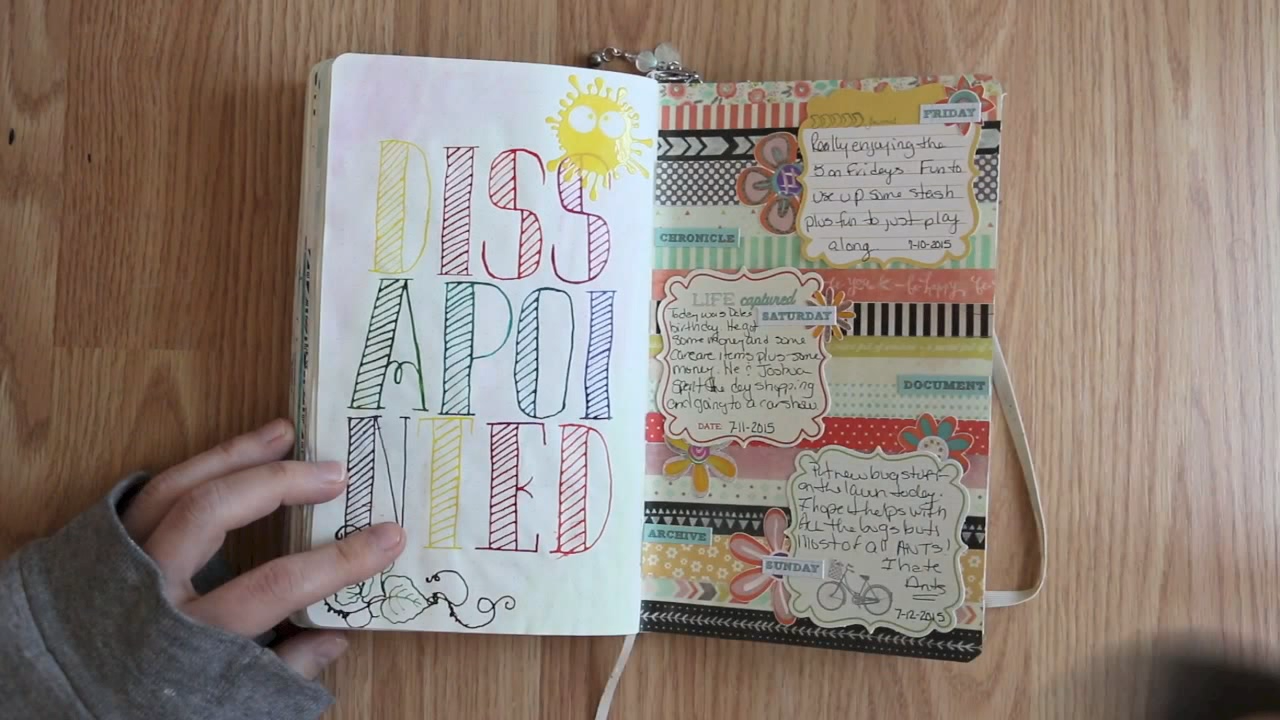 DISS
APOI
NTED
FRIDAY
Really enjoying the
5 on Fridays Fun to
use up some stash
plus fun to just play
along 7-10-2015
CHRONICLE
LIFE captured
SATURDAY
Today was
birthday. He got
some money and some
car care items plus some
money. He & Joshua
spent the day shopping
and going to a car show
DATE: 7-11-2015
DOCUMENT
Put new bug stuff
on the lawn today.
I hope it helps with
All the bugs but
Most of all ANTS!
I hate
Ants
ARCHIVE
SUNDAY
7-12-2015